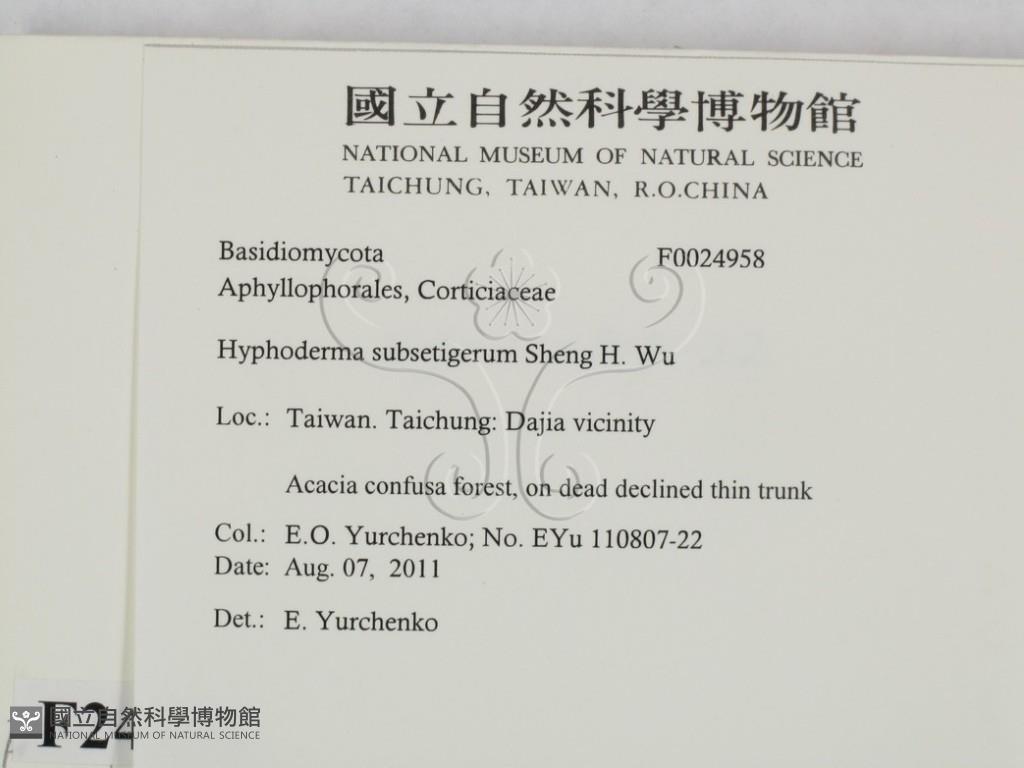 國立自然科學博物館
NATIONAL MUSEUM OF NATURAL SCIENCE
TAICHUNG, TAIWAN, R.O.CHINA
Basidiomycota F0024958
Aphyllophorales, Corticiaceae
Hyphoderma subsetigerum Sheng H. Wu
Loc.: Taiwan. Taichung: Dajia vicinity
Acacia confusa forest, on dead declined thin trunk
Col.: E.O. Yurchenko; No. EYu 110807-22
Date: Aug. 07, 2011
Det.: E. Yurchenko
F24
國立自然科學博物館
NATIONAL MUSEUM OF NATURAL SCIENCE